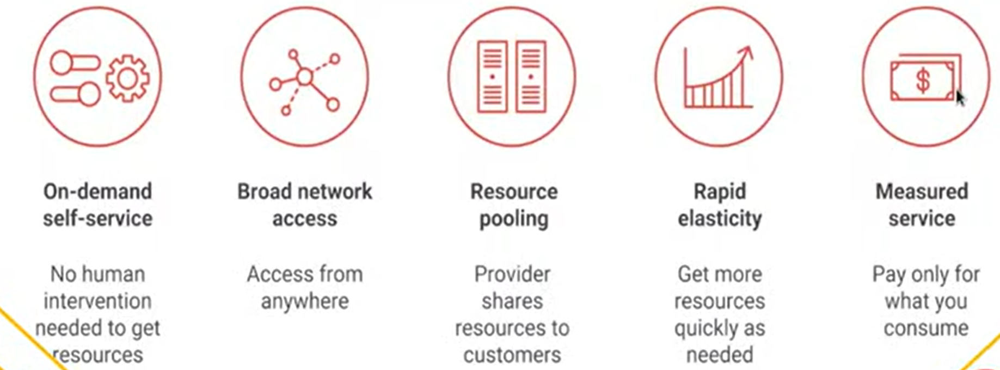 $
On-demand
self-service
No human
intervention
needed to get
resources
Broad network
access
Access from
anywhere
Resource
pooling
Provider
shares
resources to
customers
Rapid
elasticity
Get more
resources
quickly as
needed
Measured
service
Pay only for
what you
consume